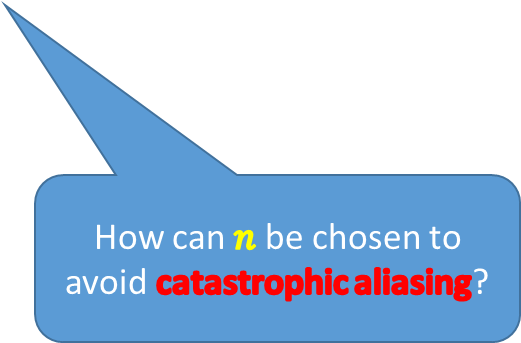 How can n be chosen to
avoid catastrophic aliasing?